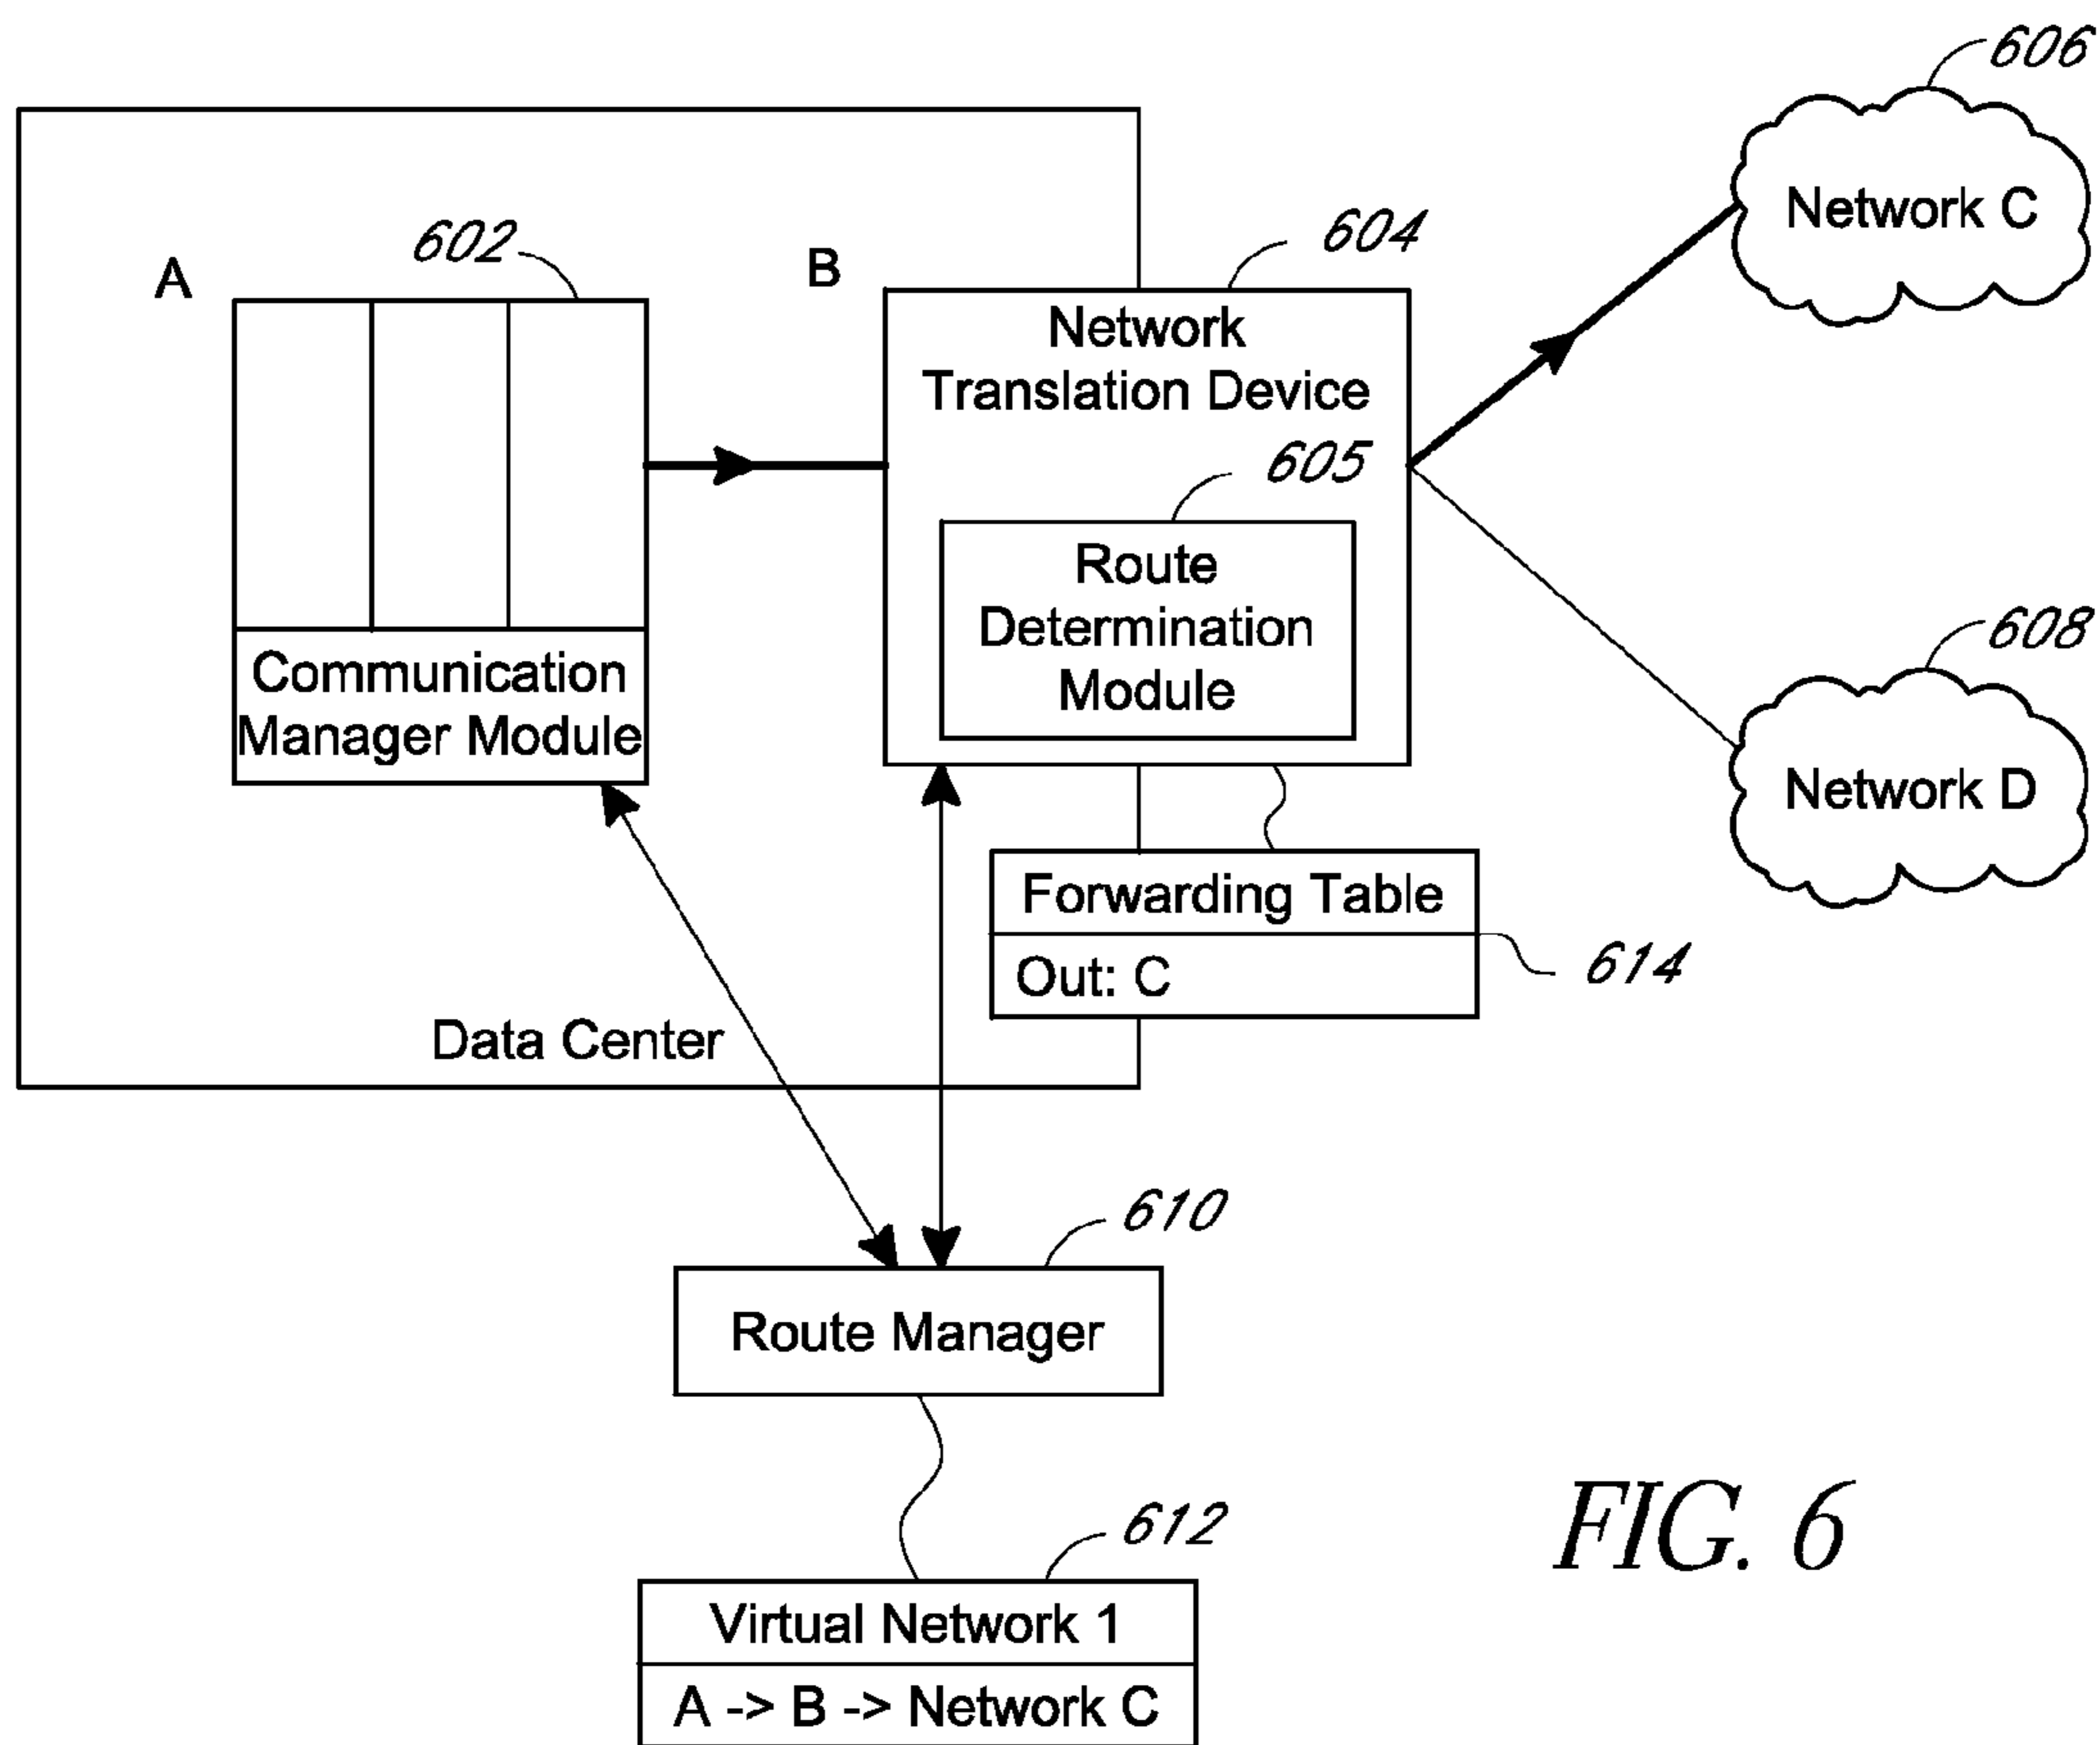 606
Network C
602
604
A
B
Network
Translation Device
605
Route
Determination
Module
Communication
Manager Module
608
Network D
Forwarding Table
Out: C
614
Data Center
610
Route Manager
612
Virtual Network 1
A -> B -> Network C
FIG. 6